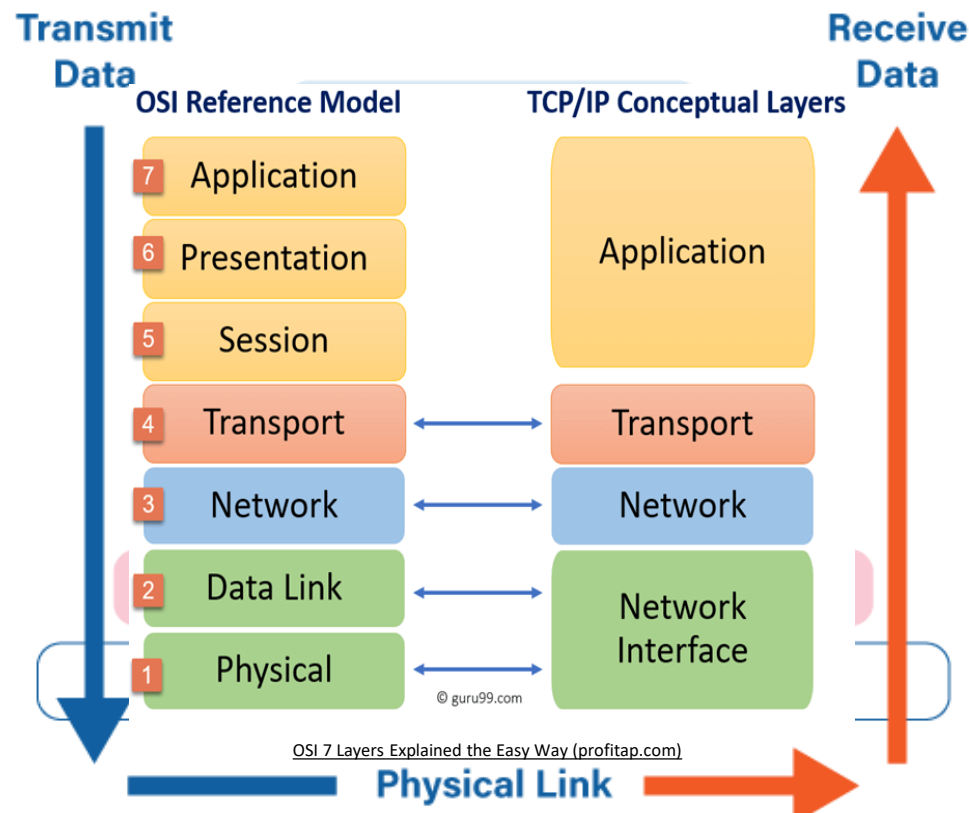 Transmit
Data
Receive
Data
OSI Reference Model
TCP/IP Conceptual Layers
7 Application
6 Presentation
5 Session
4 Transport
3 Network
2 Data Link
1 Physical
Application
Transport
Network
Network
Interface
© guru99.com
OSI 7 Layers Explained the Easy Way (profitap.com)
Physical Link